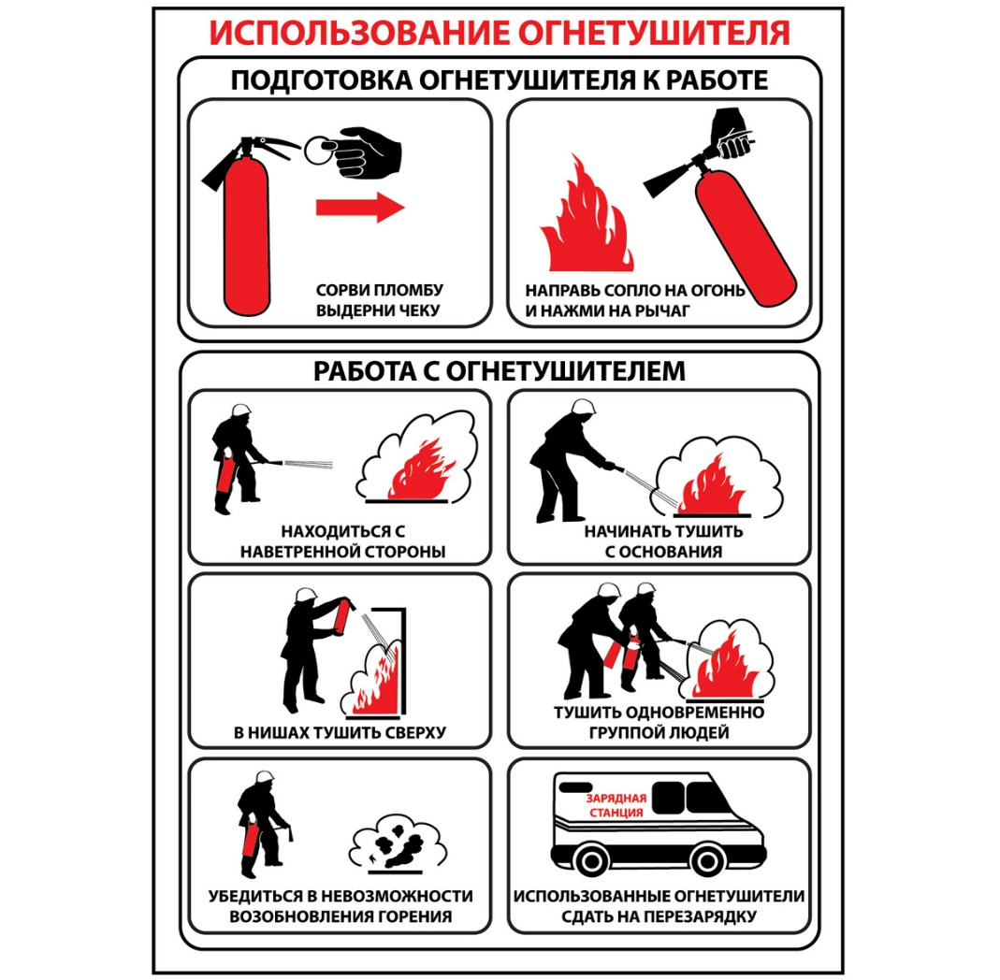 ИСПОЛЬЗОВАНИЕ ОГНЕТУШИТЕЛЯ
ПОДГОТОВКА ОГНЕТУШИТЕЛЯ К РАБОТЕ
СОРВИ ПЛОМБУ
ВЫДЕРНИ ЧЕКУ
НАПРАВЬ СОПЛО НА ОГОНЬ
И НАЖМИ НА РЫЧАГ
РАБОТА С ОГНЕТУШИТЕЛЕМ
НАХОДИТЬСЯ С
НАВЕТРЕННОЙ СТОРОНЫ
НАЧИНАТЬ ТУШИТЬ
С ОСНОВАНИЯ
В НИШАХ ТУШИТЬ СВЕРХУ
ТУШИТЬ ОДНОВРЕМЕННО
ГРУППОЙ ЛЮДЕЙ
УБЕДИТЬСЯ В НЕВОЗМОЖНОСТИ
ВОЗОБНОВЛЕНИЯ ГОРЕНИЯ
ЗАРЯДНАЯ
СТАНЦИЯ
ИСПОЛЬЗОВАННЫЕ ОГНЕТУШИТЕЛИ
СДАТЬ НА ПЕРЕЗАРЯДКУ